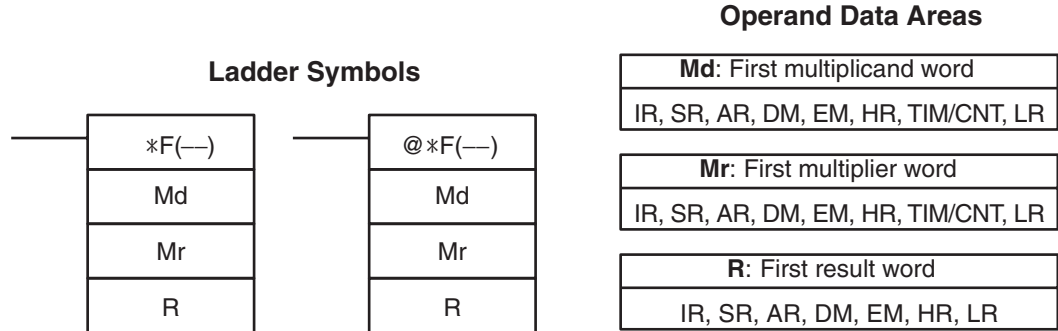 Ladder Symbols
*F(––)
Md
Mr
R
@*F(––)
Md
Mr
R
Operand Data Areas
Md: First multiplicand word
IR, SR, AR, DM, EM, HR, TIM/CNT, LR
Mr: First multiplier word
IR, SR, AR, DM, EM, HR, TIM/CNT, LR
R: First result word
IR, SR, AR, DM, EM, HR, LR